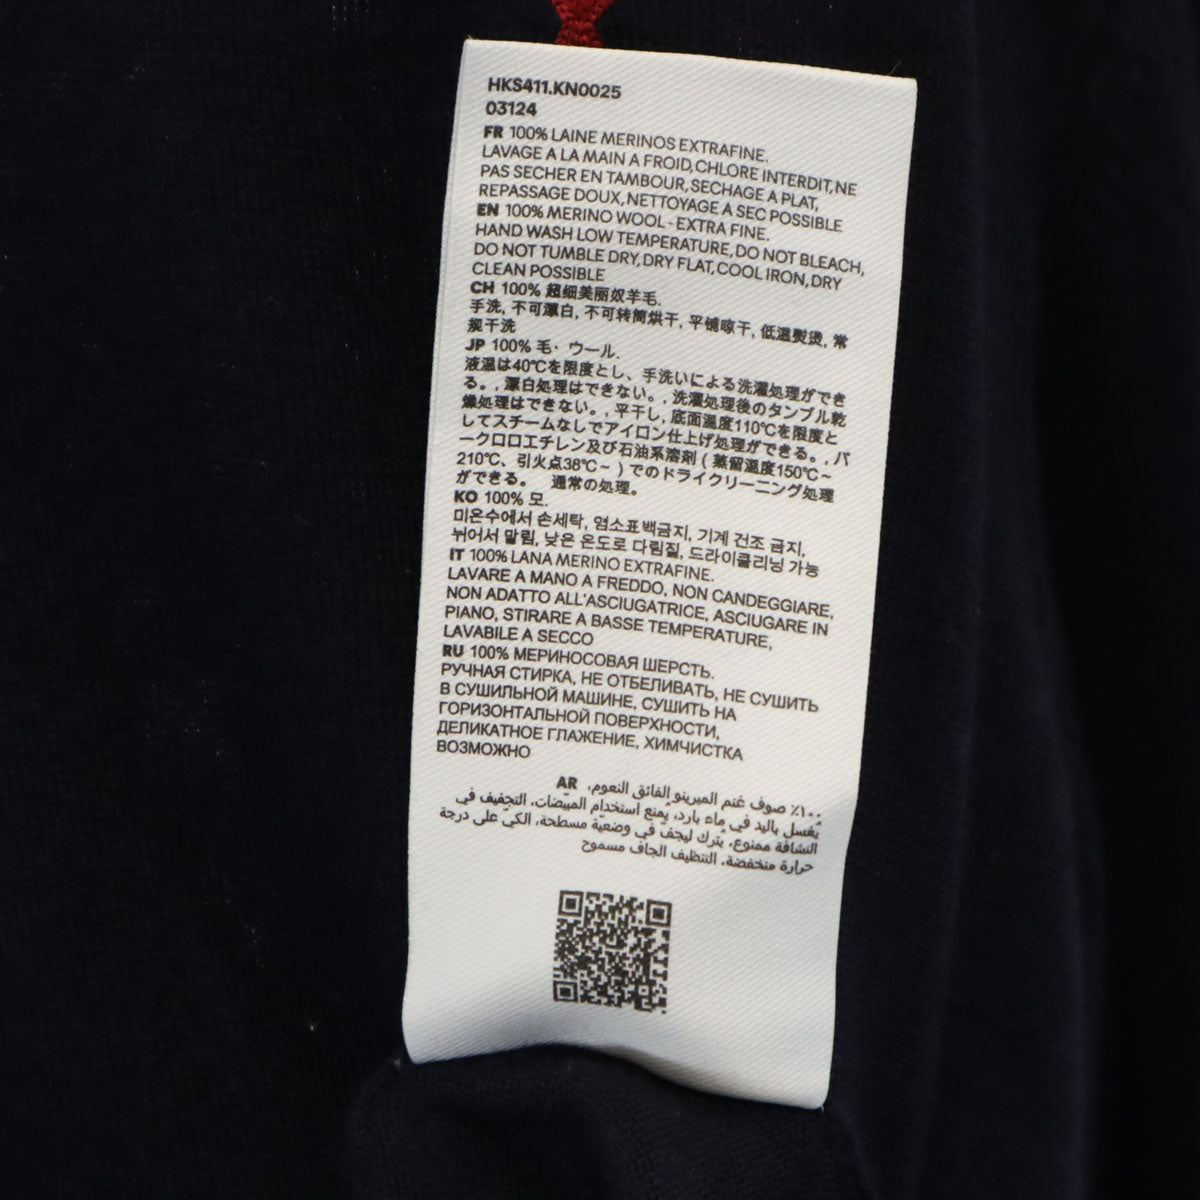 HKS411.KN0025
03124
FR 100% LAINE MERINOS EXTRAFINE.
LAVAGE A LA MAIN A FROID, CHLORE INTERDIT, NE
PAS SECHER EN TAMBOUR, SECHAGE A PLAT,
REPASSAGE DOUX, NETTOYAGE A SEC POSSIBLE
EN 100% MERINO WOOL - EXTRA FINE.
HAND WASH LOW TEMPERATURE, DO NOT BLEACH,
DO NOT TUMBLE DRY, DRY FLAT, COOL IRON, DRY
CLEAN POSSIBLE
CH 100% 超细美丽奴羊毛.
手洗, 不可漂白, 不可转筒烘干, 平铺晾干, 低温熨烫, 常
规干洗
JP 100% 毛・ウール.
液温は40℃を限度とし、手洗いによる洗濯処理ができ
る。, 漂白処理はできない。, 洗濯処理後のタンブル乾
燥処理はできない。, 平干し, 底面温度110℃を限度と
してスチームなしでアイロン仕上げ処理ができる。, パ
ークロロエチレン及び石油系溶剤 ( 蒸留温度150℃~
210℃、引火点38℃~ ) でのドライクリーニング処理
ができる。 通常の処理。
KO 100% 모.
미온수에서 손세탁, 염소표백금지, 기계 건조 금지,
뉘어서 말림, 낮은 온도로 다림질, 드라이클리닝 가능
IT 100% LANA MERINO EXTRAFINE.
LAVARE A MANO A FREDDO, NON CANDEGGIARE,
NON ADATTO ALL'ASCIUGATRICE, ASCIUGARE IN
PIANO, STIRARE A BASSE TEMPERATURE,
LAVABILE A SECCO
RU 100% МЕРИНОСОВАЯ ШЕРСТЬ.
РУЧНАЯ СТИРКА, НЕ ОТБЕЛИВАТЬ, НЕ СУШИТЬ
В СУШИЛЬНОЙ МАШИНЕ, СУШИТЬ НА
ГОРИЗОНТАЛЬНОЙ ПОВЕРХНОСТИ,
ДЕЛИКАТНОЕ ГЛАЖЕНИЕ, ХИМЧИСТКА
ВОЗМОЖНО
AR ١٠٠٪ صوف غنم الميرينو الفائق النعوم.
يُغسل باليد في ماء بارد، يُمنع استخدام المبيضات، التجفيف في
النشافة ممنوع، يُترك ليجف في وضعية مسطحة، الكيّ على درجة
حرارة منخفضة، التنظيف الجاف مسموح